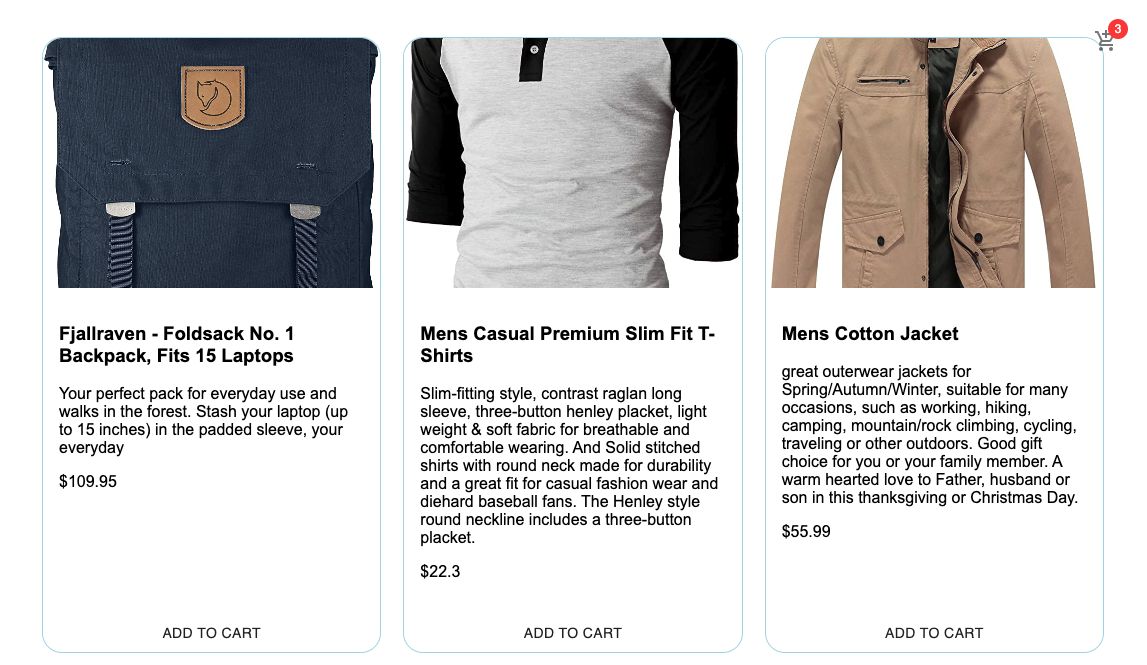 3
Fjallraven - Foldsack No. 1
Backpack, Fits 15 Laptops
Your perfect pack for everyday use and
walks in the forest. Stash your laptop (up
to 15 inches) in the padded sleeve, your
everyday
$109.95
ADD TO CART
Mens Casual Premium Slim Fit T-
Shirts
Slim-fitting style, contrast raglan long
sleeve, three-button henley placket, light
weight & soft fabric for breathable and
comfortable wearing. And Solid stitched
shirts with round neck made for durability
and a great fit for casual fashion wear and
diehard baseball fans. The Henley style
round neckline includes a three-button
placket.
$22.3
ADD TO CART
Mens Cotton Jacket
great outerwear jackets for
Spring/Autumn/Winter, suitable for many
occasions, such as working, hiking,
camping, mountain/rock climbing, cycling,
traveling or other outdoors. Good gift
choice for you or your family member. A
warm hearted love to Father, husband or
son in this thanksgiving or Christmas Day.
$55.99
ADD TO CART